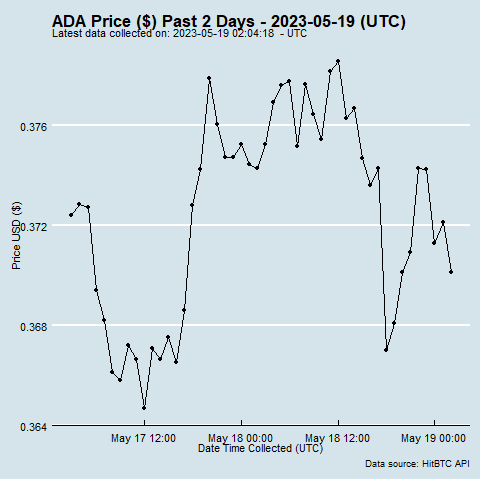 ADA Price ($) Past 2 Days - 2023-05-19 (UTC)
Latest data collected on: 2023-05-19 02:04:18  - UTC
0.376
0.372
0.368
0.364
Price USD ($)
May 17 12:00
May 18 00:00
May 18 12:00
May 19 00:00
Date Time Collected (UTC)
Data source: HitBTC API